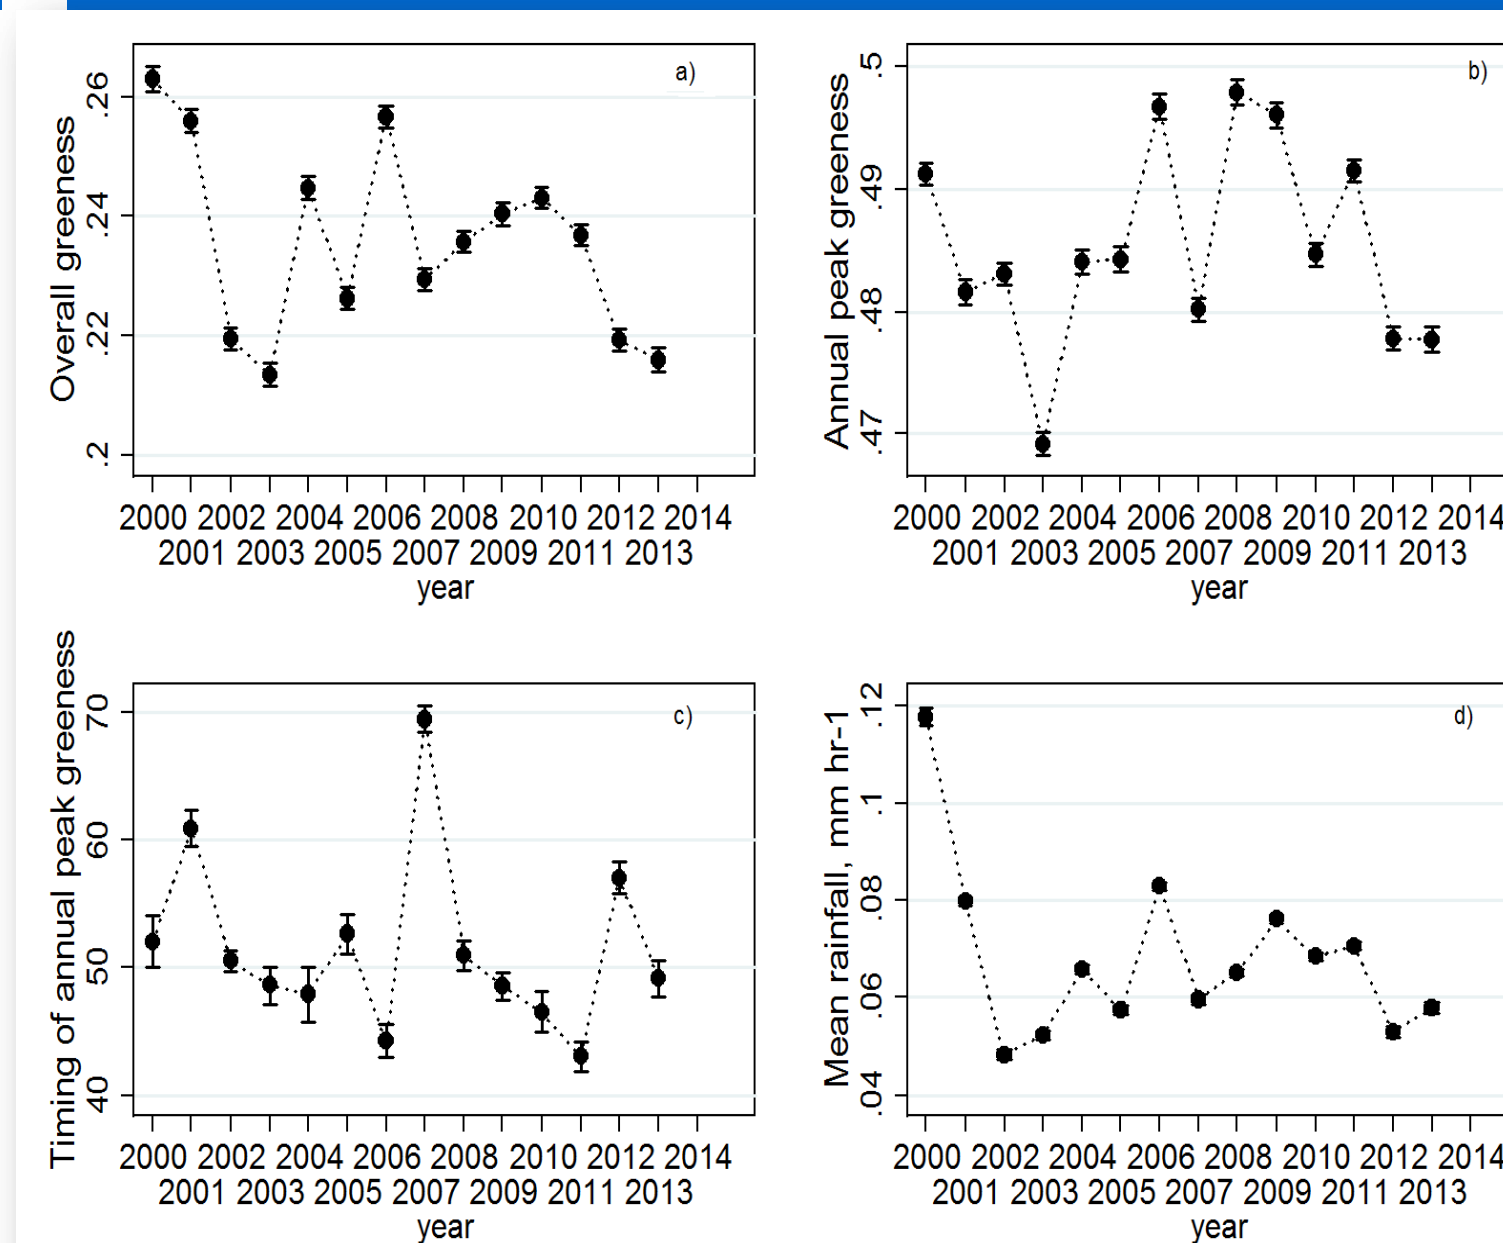 a)
Overall greeness
.26
.24
.22
.2
2000 2002 2004 2006 2008 2010 2012 2014
2001 2003 2005 2007 2009 2011 2013
year
b)
Annual peak greeness
.5
.49
.48
.47
2000 2002 2004 2006 2008 2010 2012 2014
2001 2003 2005 2007 2009 2011 2013
year
c)
Timing of annual peak greeness
70
60
50
40
2000 2002 2004 2006 2008 2010 2012 2014
2001 2003 2005 2007 2009 2011 2013
year
d)
Mean rainfall, mm hr-1
.12
.1
.08
.06
.04
2000 2002 2004 2006 2008 2010 2012 2014
2001 2003 2005 2007 2009 2011 2013
year